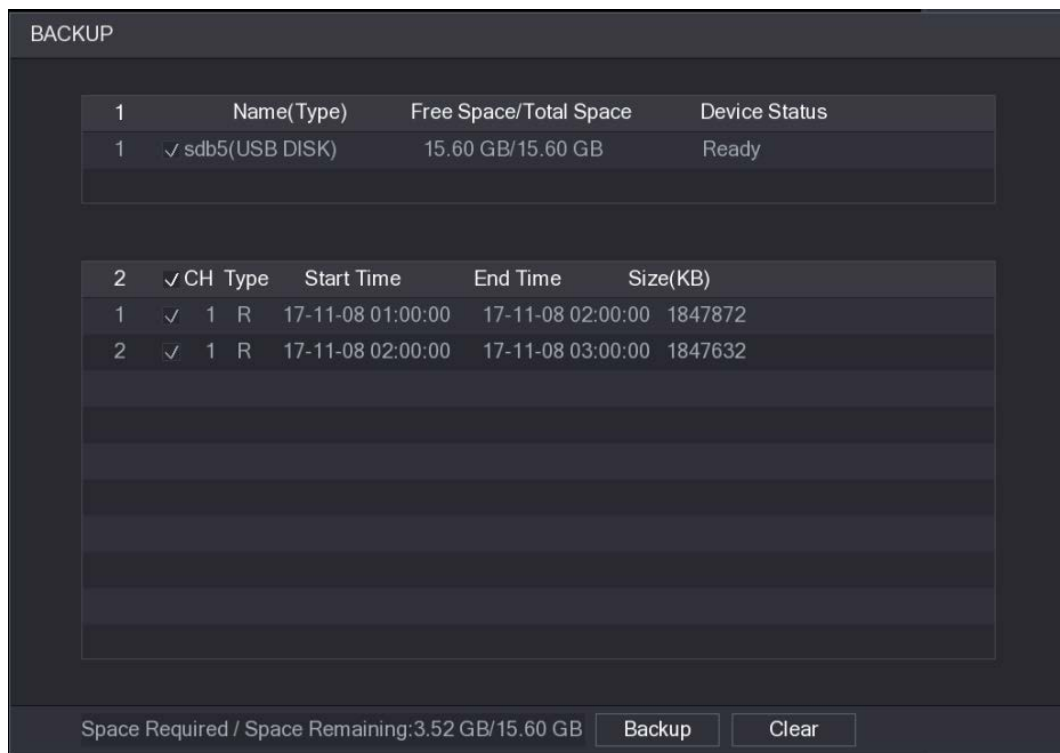 BACKUP
1 Name(Type) Free Space/Total Space Device Status
1 sdb5(USB DISK) 15.60 GB/15.60 GB Ready
2 CH Type Start Time End Time Size(KB)
1 1 R 17-11-08 01:00:00 17-11-08 02:00:00 1847872
2 1 R 17-11-08 02:00:00 17-11-08 03:00:00 1847632
Space Required / Space Remaining:3.52 GB/15.60 GB Backup Clear